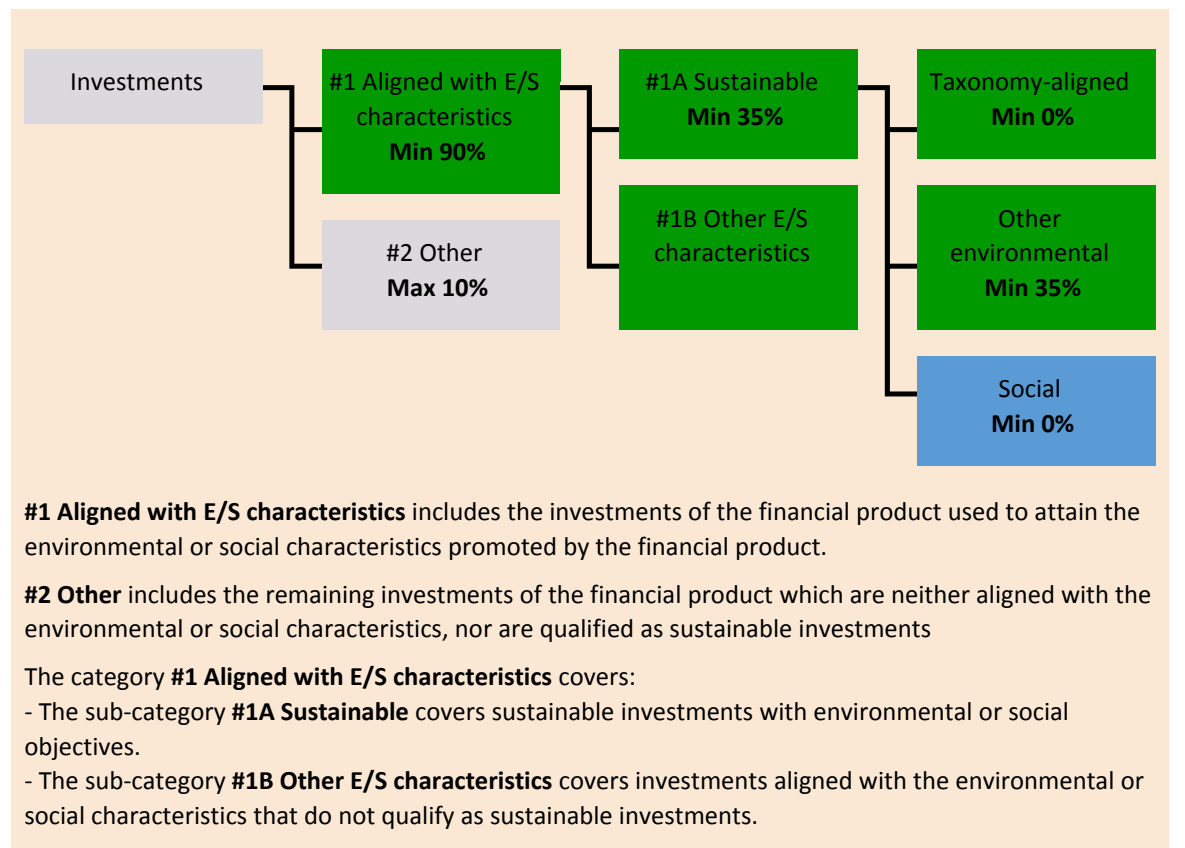 Investments
#1 Aligned with E/S
characteristics
Min 90%
#2 Other
Max 10%
#1A Sustainable
Min 35%
#1B Other E/S
characteristics
Taxonomy-aligned
Min 0%
Other
environmental
Min 35%
Social
Min 0%
#1 Aligned with E/S characteristics includes the investments of the financial product used to attain the
environmental or social characteristics promoted by the financial product.
#2 Other includes the remaining investments of the financial product which are neither aligned with the
environmental or social characteristics, nor are qualified as sustainable investments
The category #1 Aligned with E/S characteristics covers:
- The sub-category #1A Sustainable covers sustainable investments with environmental or social
objectives.
- The sub-category #1B Other E/S characteristics covers investments aligned with the environmental or
social characteristics that do not qualify as sustainable investments.